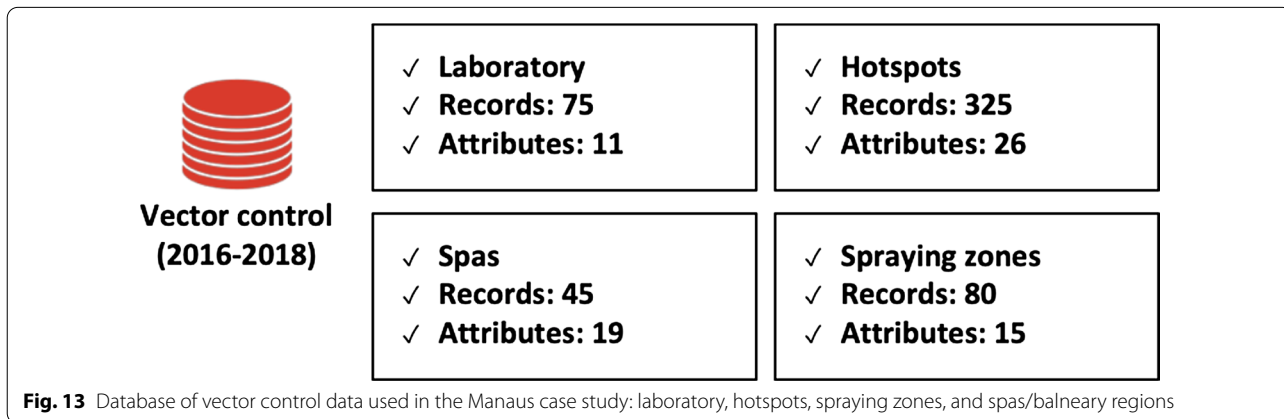 Vector control
(2016-2018)
✓ Laboratory
✓ Records: 75
✓ Attributes: 11
✓ Hotspots
✓ Records: 325
✓ Attributes: 26
✓ Spas
✓ Records: 45
✓ Attributes: 19
✓ Spraying zones
✓ Records: 80
✓ Attributes: 15
Fig. 13 Database of vector control data used in the Manaus case study: laboratory, hotspots, spraying zones, and spas/balneary regions